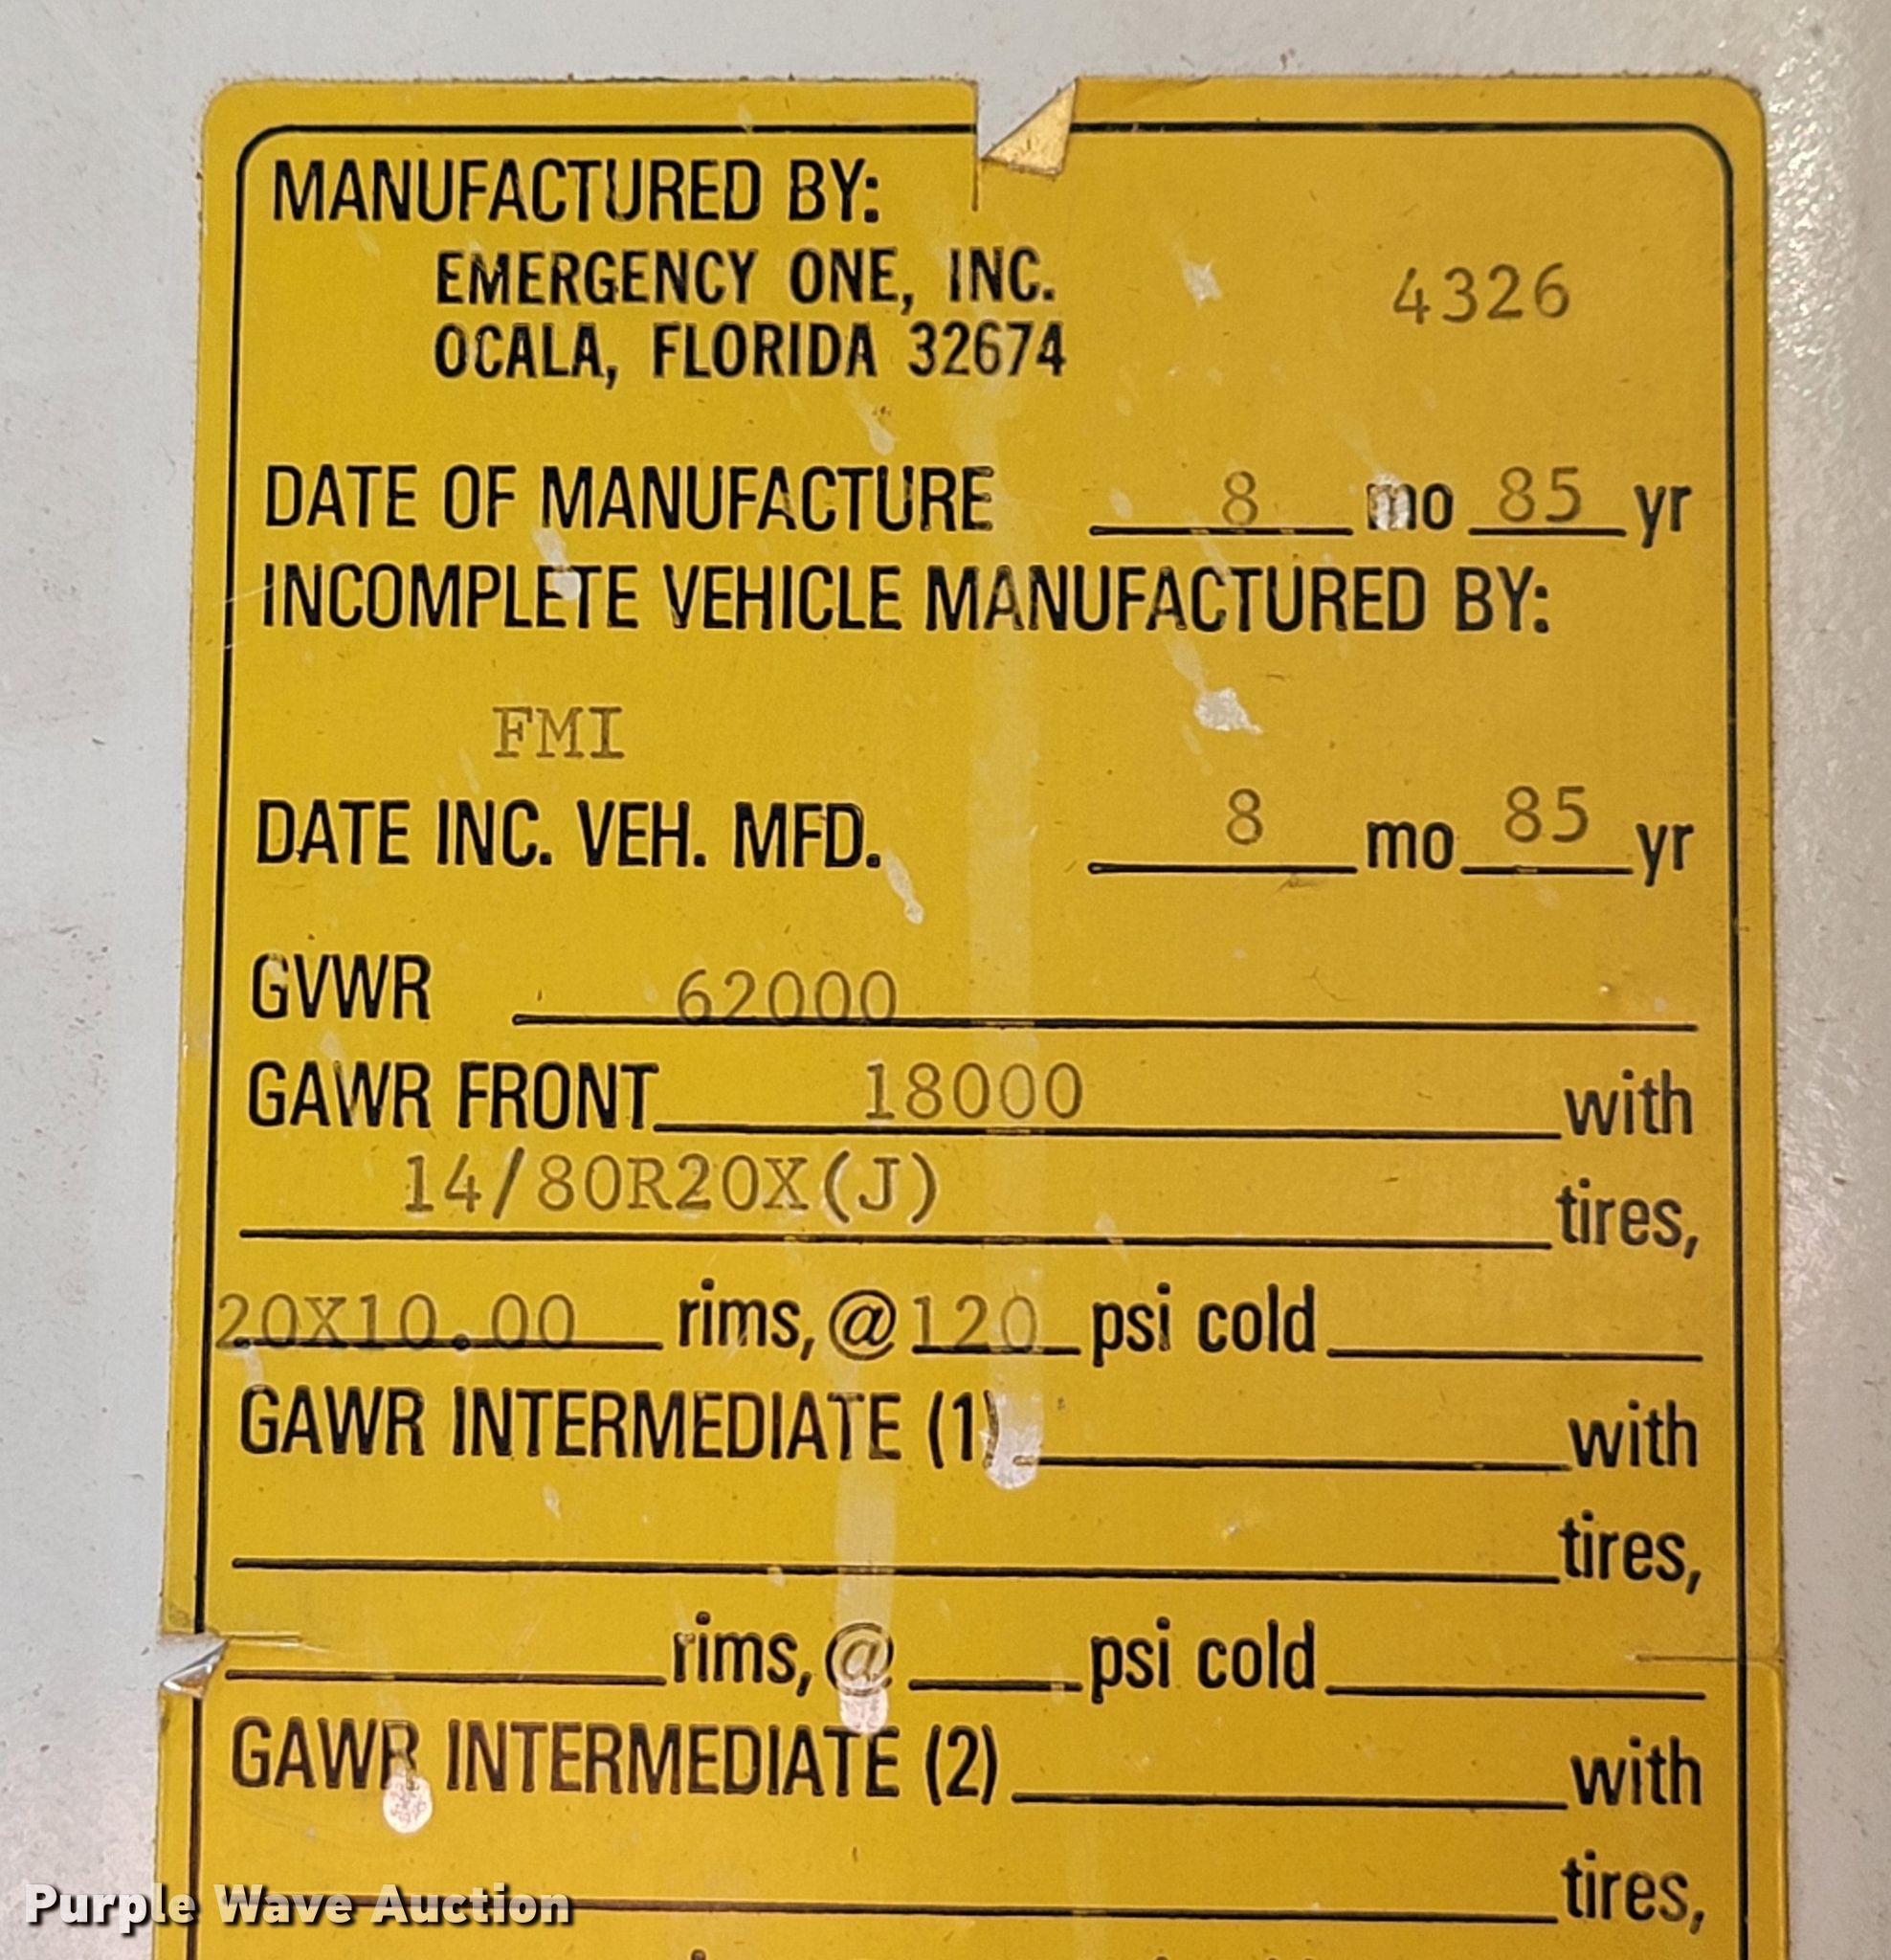 MANUFACTURED BY:
EMERGENCY ONE, INC. 4326
OCALA, FLORIDA 32674
DATE OF MANUFACTURE 8 mo 85 yr
INCOMPLETE VEHICLE MANUFACTURED BY:
FMI
DATE INC. VEH. MFD. 8 mo 85 yr
GVWR 62000
GAWR FRONT 18000 with
14/80R20X(J) tires,
20X10.00 rims, @ 120 psi cold
GAWR INTERMEDIATE (1) with
tires,
rims, @ psi cold
GAWR INTERMEDIATE (2) with
tires,
Purple Wave Auction